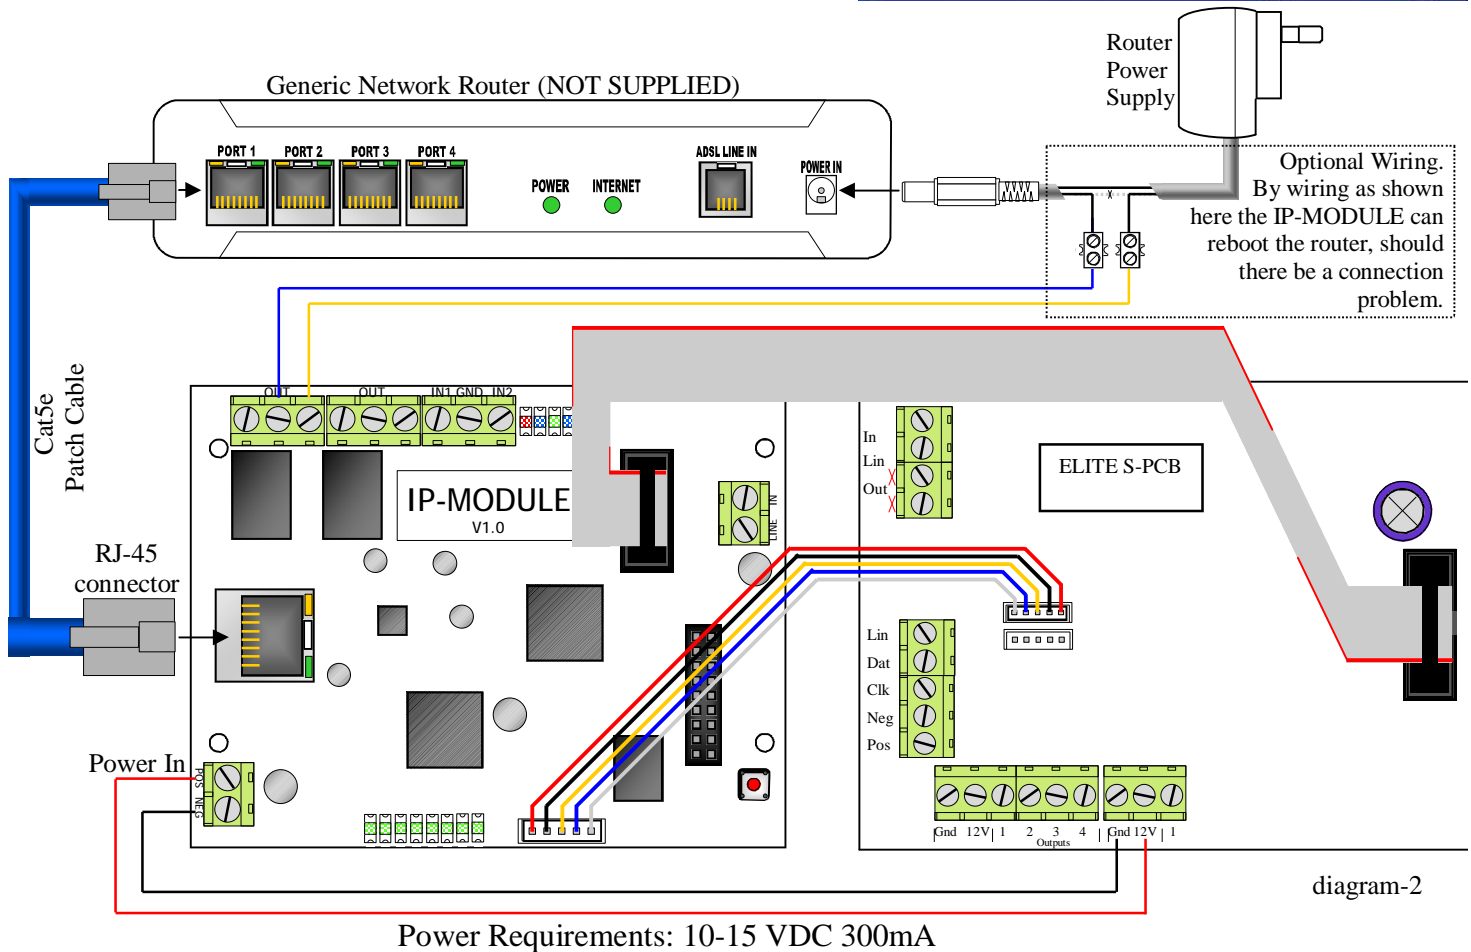 Router
Power
Supply
Generic Network Router (NOT SUPPLIED)
PORT 1 PORT 2 PORT 3 PORT 4
ADSL LINE IN
POWER IN
POWER INTERNET
Optional Wiring.
By wiring as shown
here the IP-MODULE can
reboot the router, should
there be a connection
problem.
Cat5e
Patch Cable
OUT OUT IN1 GND IN2
IP-MODULE
V1.0
LINE IN
In
Lin
Out
ELITE S-PCB
RJ-45
connector
Lin
Dat
Clk
Neg
Pos
Power In
POS NEG
Gnd 12V 1 2 3 4 Gnd 12V 1
Outputs
diagram-2
Power Requirements: 10-15 VDC 300mA